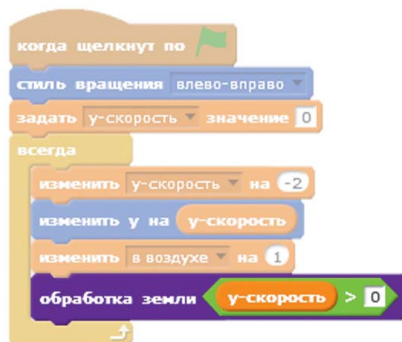 когда щелкнут по
стиль вращения влево-вправо
задать y-скорость значение 0
всегда
изменить y-скорость на -2
изменить y на y-скорость
изменить в воздухе на 1
обработка земли y-скорость > 0